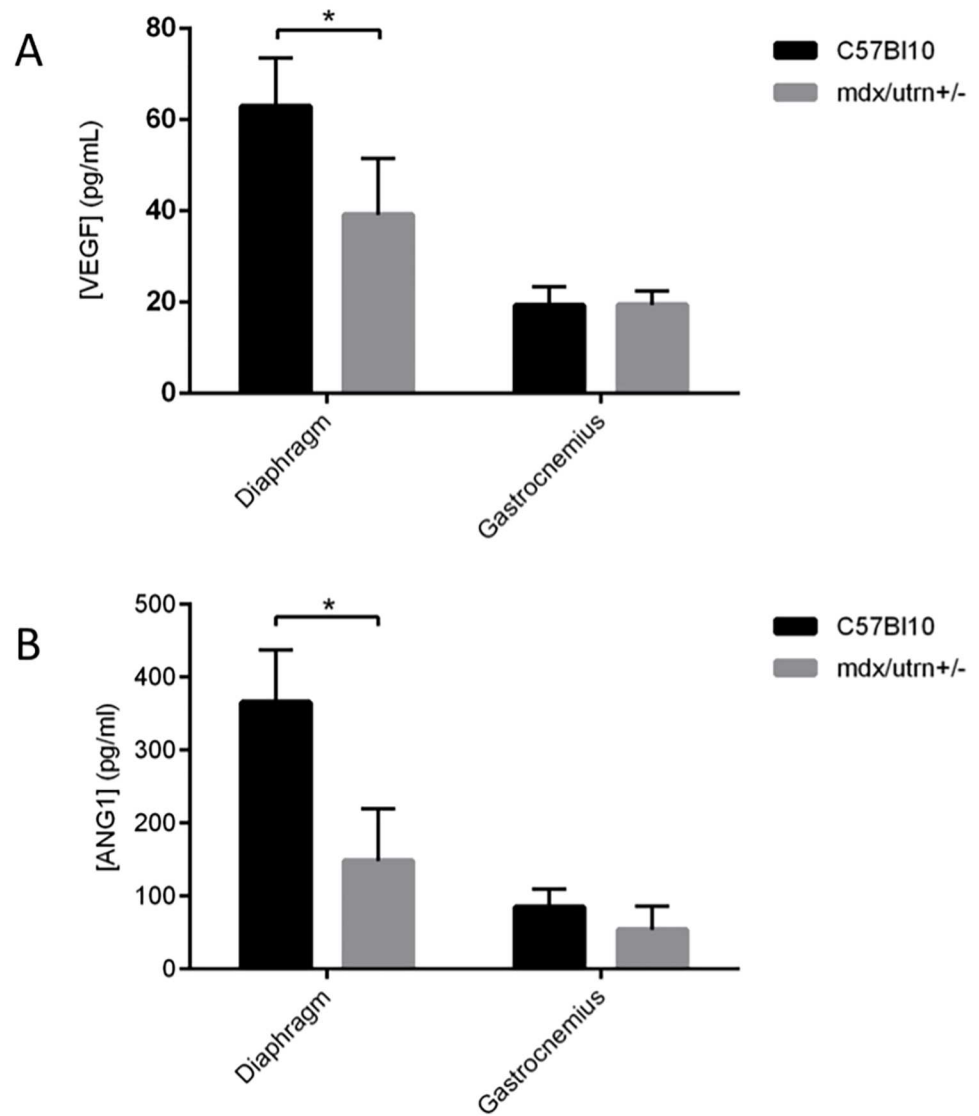 A
[VEGF] (pg/mL)
80
60
40
20
0
*
C57Bl10
mdx/utrn+/-
Diaphragm
Gastrocnemius
B
[ANG1] (pg/ml)
500
400
300
200
100
0
*
C57Bl10
mdx/utrn+/-
Diaphragm
Gastrocnemius